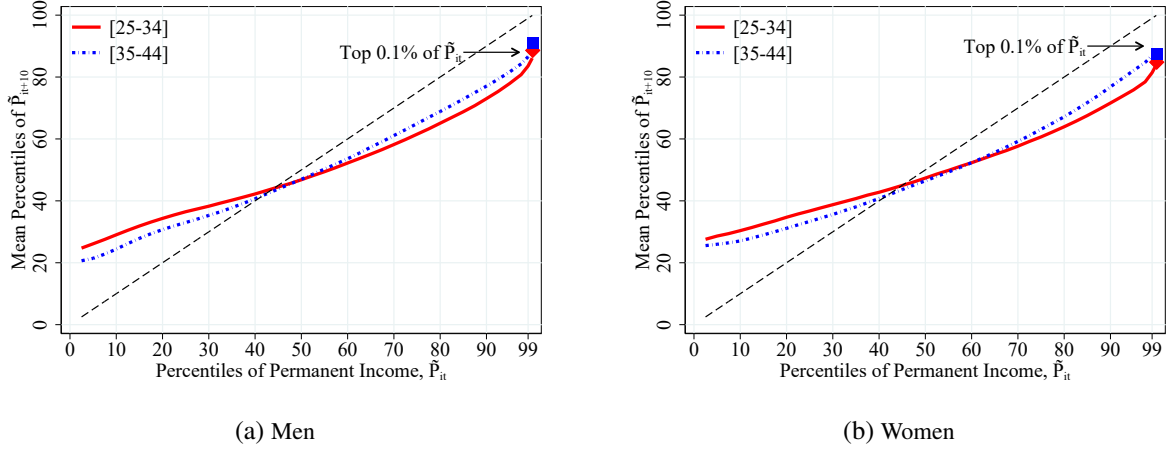 [25-34]
[35-44]
Top 0.1% of P̃it
Mean Percentiles of P̃it+10
0 20 40 60 80 100
0 10 20 30 40 50 60 70 80 90 99
Percentiles of Permanent Income, P̃it
(a) Men
[25-34]
[35-44]
Top 0.1% of P̃it
Mean Percentiles of P̃it+10
0 20 40 60 80 100
0 10 20 30 40 50 60 70 80 90 99
Percentiles of Permanent Income, P̃it
(b) Women